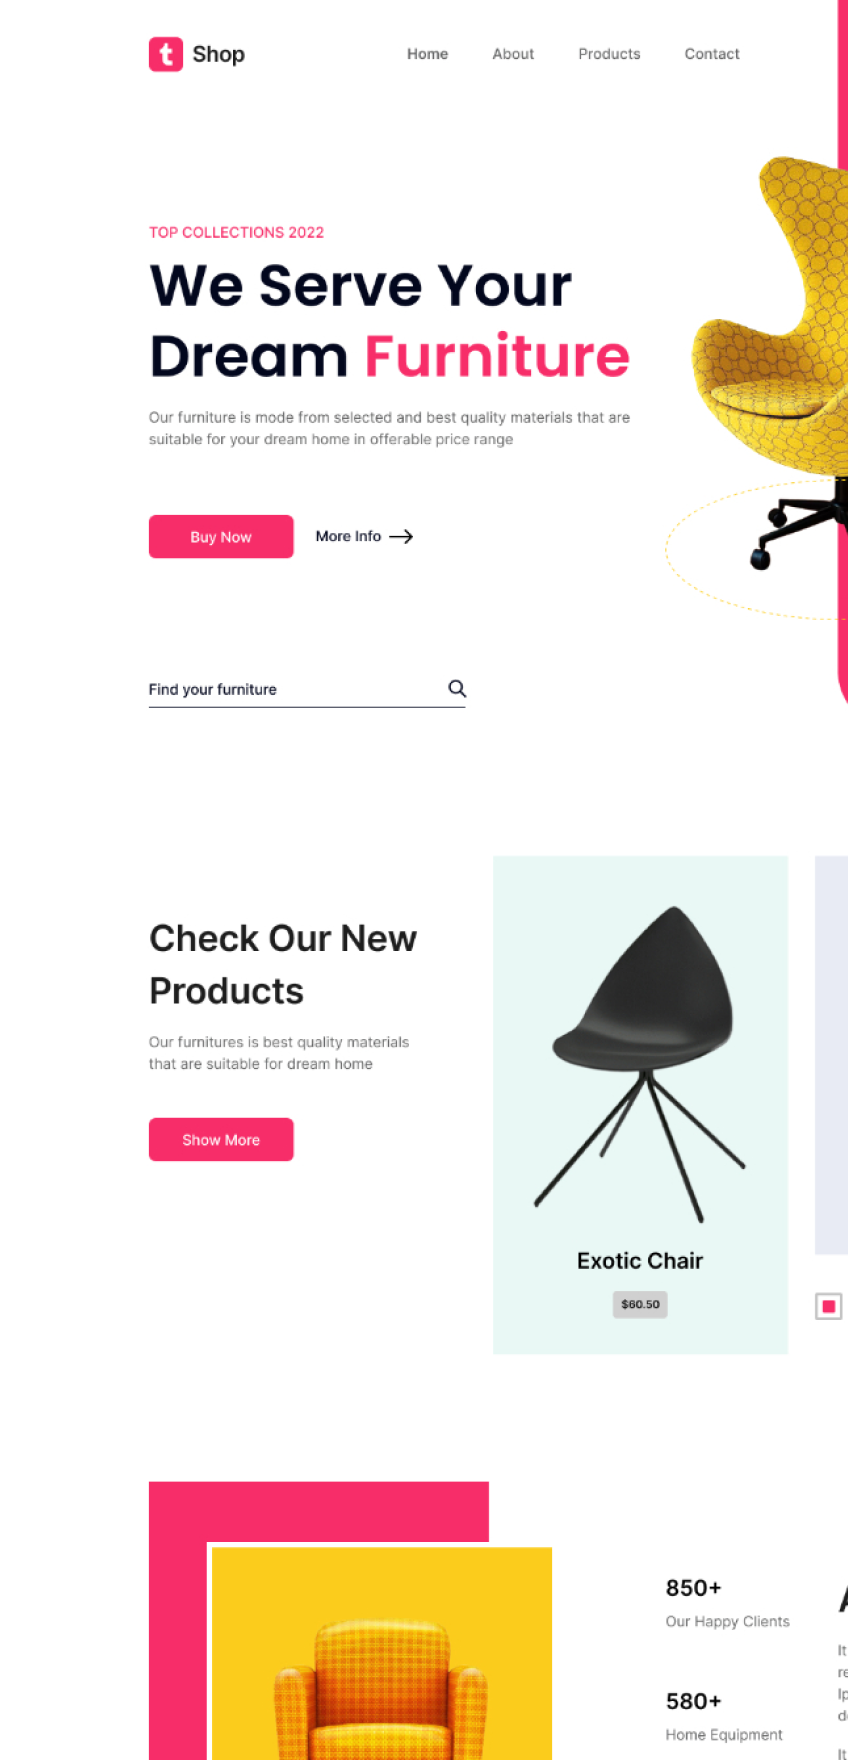 t Shop
Home About Products Contact
TOP COLLECTIONS 2022
We Serve Your
Dream Furniture
Our furniture is mode from selected and best quality materials that are
suitable for your dream home in offerable price range
Buy Now More Info
Find your furniture
Check Our New
Products
Our furnitures is best quality materials
that are suitable for dream home
Show More
Exotic Chair
$60.50
850+
Our Happy Clients
580+
Home Equipment
It
re
It